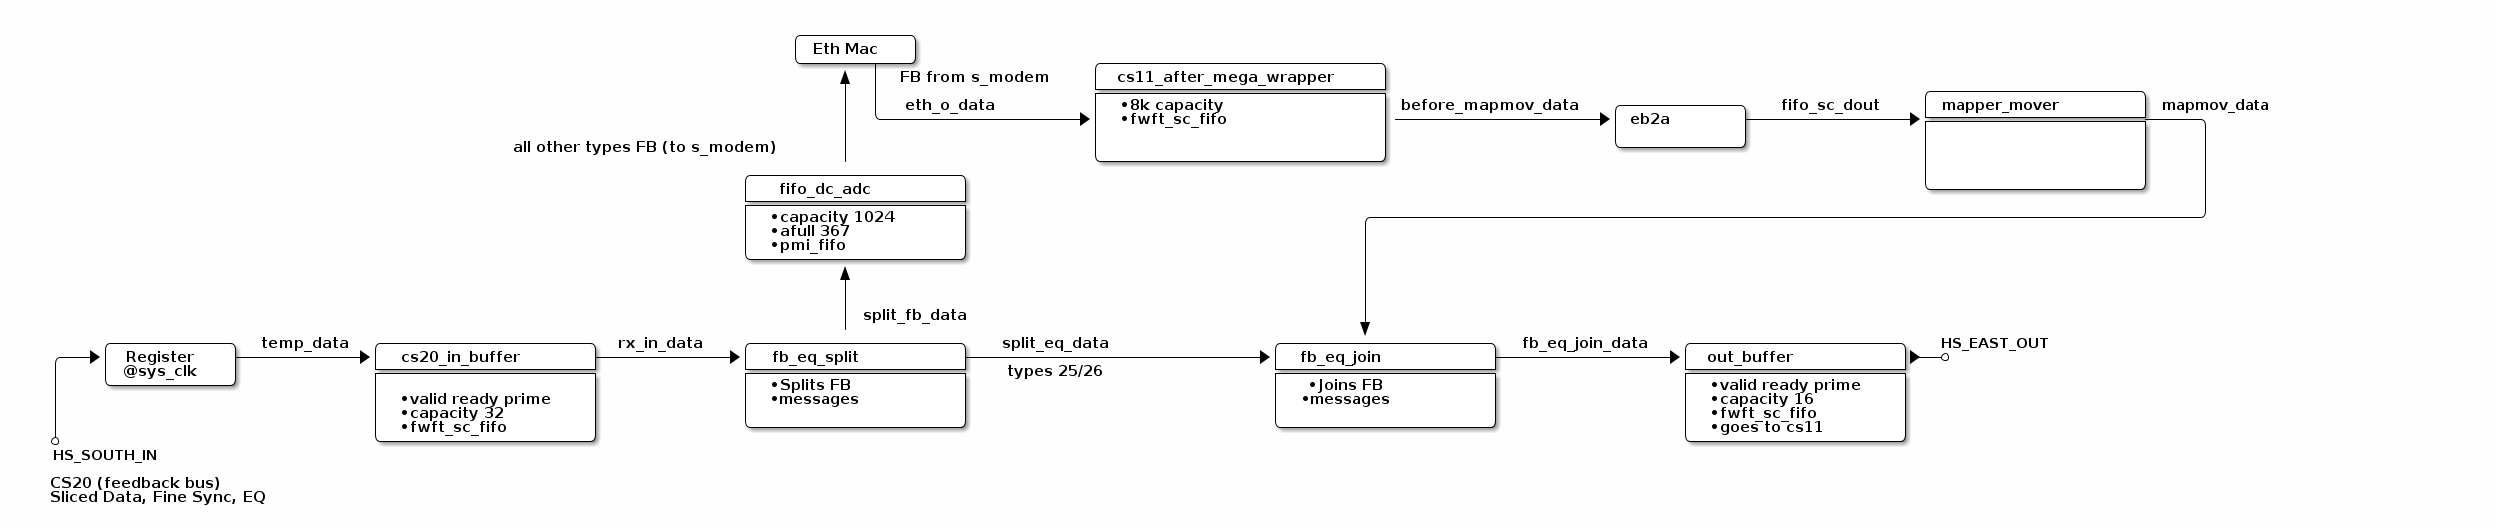 Eth Mac
FB from s_modem
cs11_after_mega_wrapper
eth_o_data
•8k capacity
•fwft_sc_fifo
before_mapmov_data
eb2a
fifo_sc_dout
mapper_mover
mapmov_data
all other types FB (to s_modem)
fifo_dc_adc
•capacity 1024
•afull 367
•pmi_fifo
split_fb_data
Register
@sys_clk
temp_data
cs20_in_buffer
•valid ready prime
•capacity 32
•fwft_sc_fifo
rx_in_data
fb_eq_split
•Splits FB
•messages
split_eq_data
types 25/26
fb_eq_join
•Joins FB
•messages
fb_eq_join_data
out_buffer
•valid ready prime
•capacity 16
•fwft_sc_fifo
•goes to cs11
HS_EAST_OUT
HS_SOUTH_IN
CS20 (feedback bus)
Sliced Data, Fine Sync, EQ